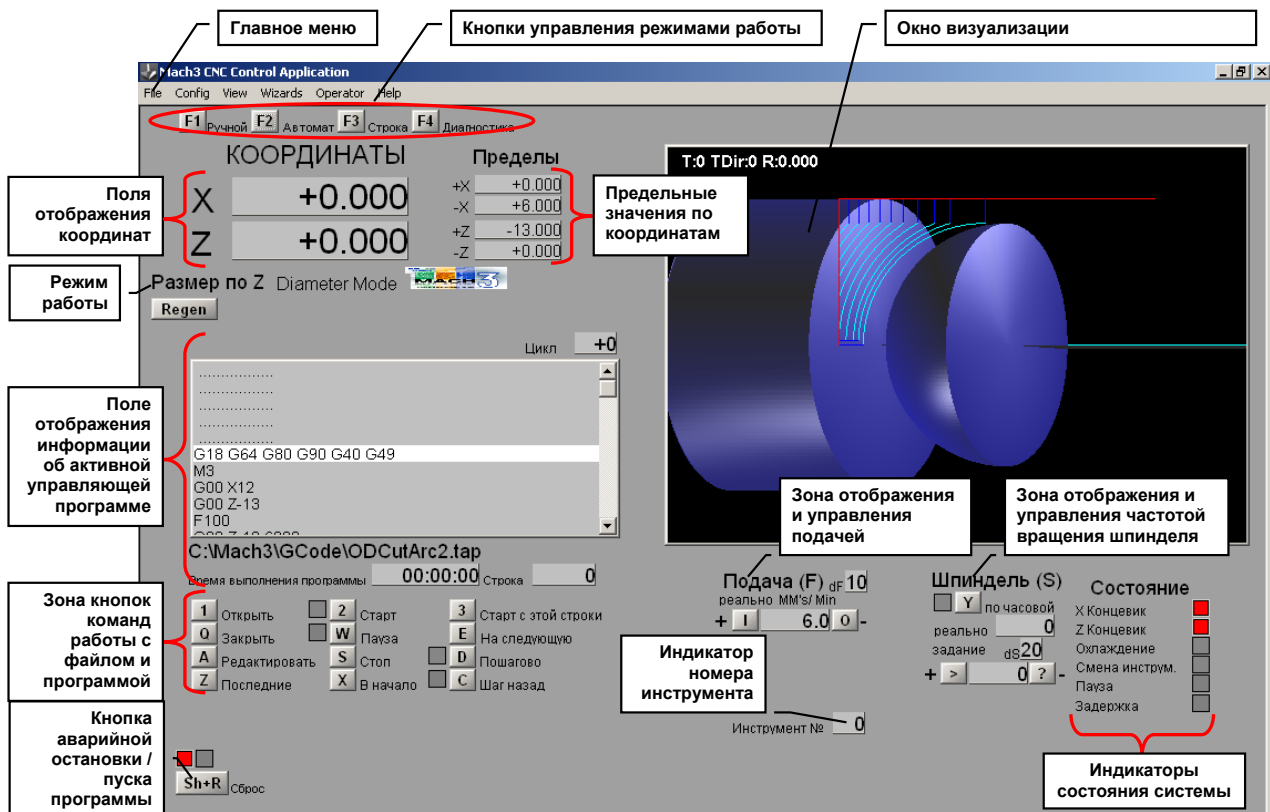 Главное меню
Кнопки управления режимами работы
Окно визуализации
Mach3 CNC Control Application
File Config View Wizards Operator Help
F1 Ручной F2 Автомат F3 Строка F4 Диагностика
КООРДИНАТЫ
Пределы
T:0 TDir:0 R:0.000
Поля
отображения
координат
X +0.000
Z +0.000
+X +0.000
-X +6.000
+Z -13.000
-Z +0.000
Предельные
значения по
координатам
Режим
работы
Размер по Z Diameter Mode MACH 3
Regen
Цикл +0
Поле
отображения
информации
об активной
управляющей
программе
.................
.................
.................
.................
G18 G64 G80 G90 G40 G49
M3
G00 X12
G00 Z-13
F100
C:\Mach3\GCode\ODCutArc2.tap
Время выполнения программы 00:00:00 Строка 0
Зона отображения
и управления
подачей
Зона отображения и
управления частотой
вращения шпинделя
Зона кнопок
команд
работы с
файлом и
программой
1 Открыть 2 Старт 3 Старт с этой строки
Q Закрыть W Пауза E На следующую
A Редактировать S Стоп D Пошагово
Z Последние X В начало C Шаг назад
Подача (F) dF 10
реально MM's/ Min
+ I 6.0 O -
Индикатор
номера
инструмента
Инструмент № 0
Шпиндель (S)
Y по часовой
реально 0
задание dS 20
+ > 0 ? -
Состояние
X Концевик
Z Концевик
Охлаждение
Смена инструм.
Пауза
Задержка
Кнопка
аварийной
остановки /
пуска
программы
Sh+R Сброс
Индикаторы
состояния системы